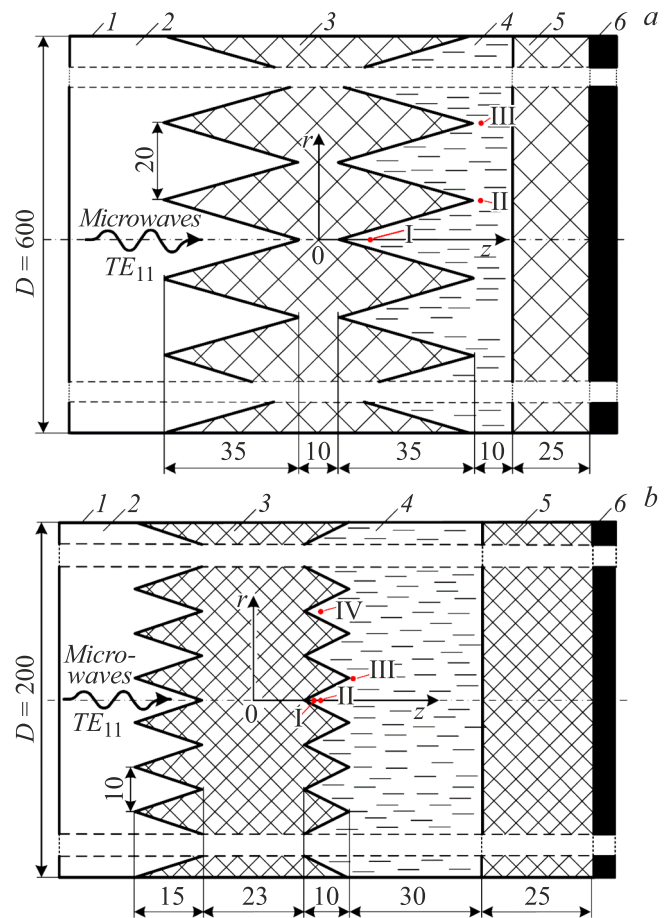 1 2 3 4 5 6 a
III
r
20
II
Microwaves
I
0 z
TE11
D = 600
35 10 35 10 25
1 2 3 4 5 6 b
r IV
Micro-
waves
III
II
I
0 z
TE11
D = 200
10
15 23 10 30 25